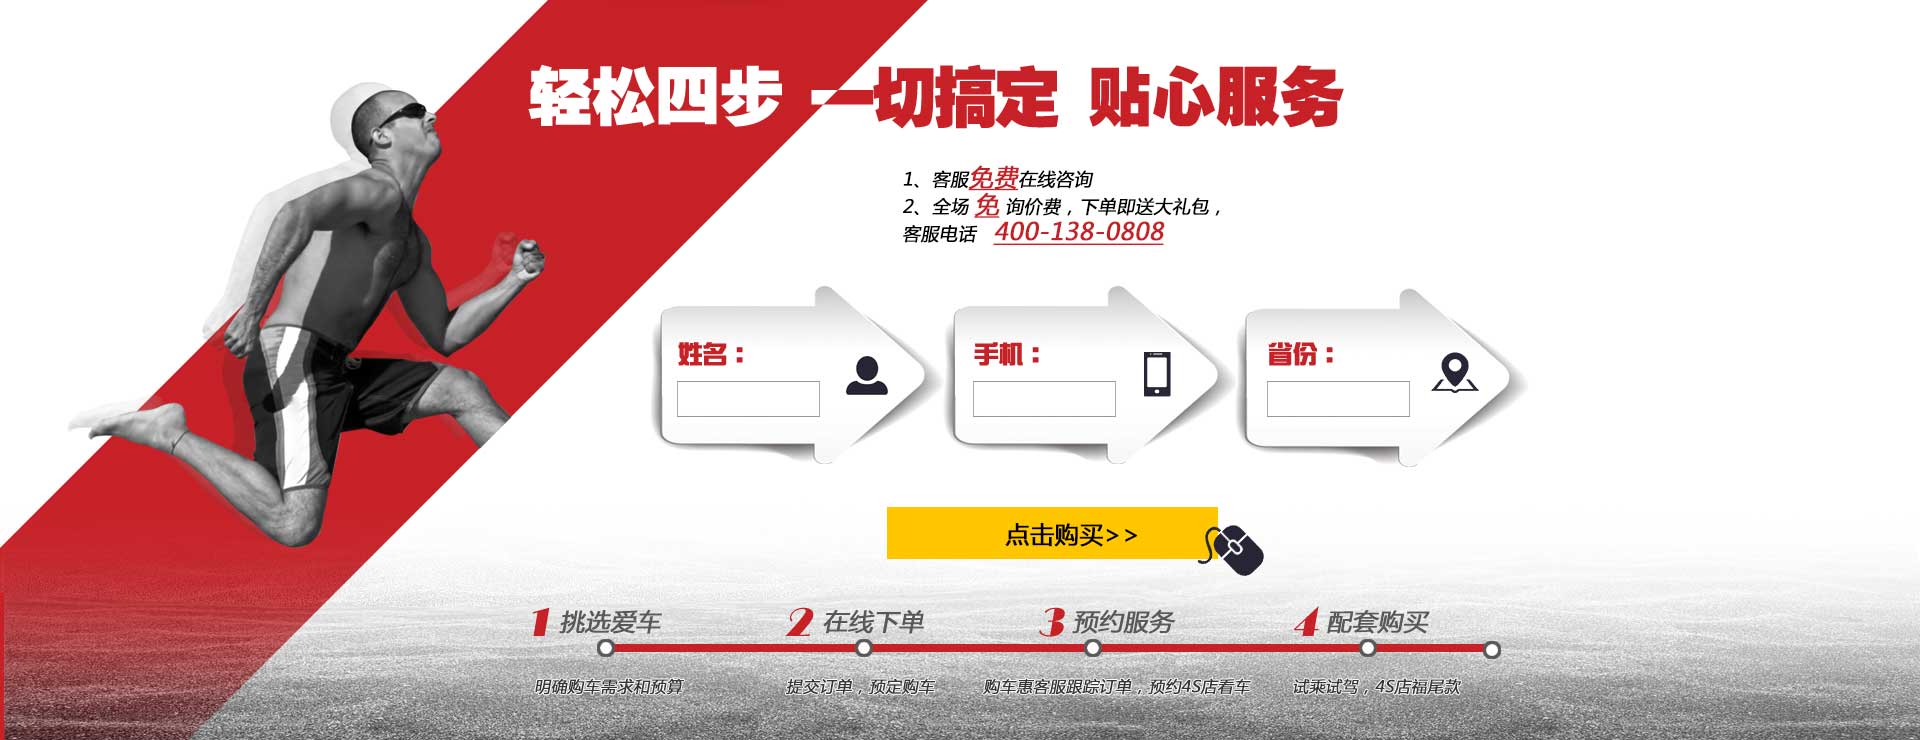 轻松四步 一切搞定 贴心服务
1、客服免费在线咨询
2、全场 免 询价费，下单即送大礼包，
客服电话 400-138-0808
姓名：
手机：
省份：
点击购买>>
1 挑选爱车
2 在线下单
3 预约服务
4 配套购买
明确购车需求和预算
提交订单，预定购车
购车惠客服跟踪订单，预约4S店看车
试乘试驾，4S店福尾款